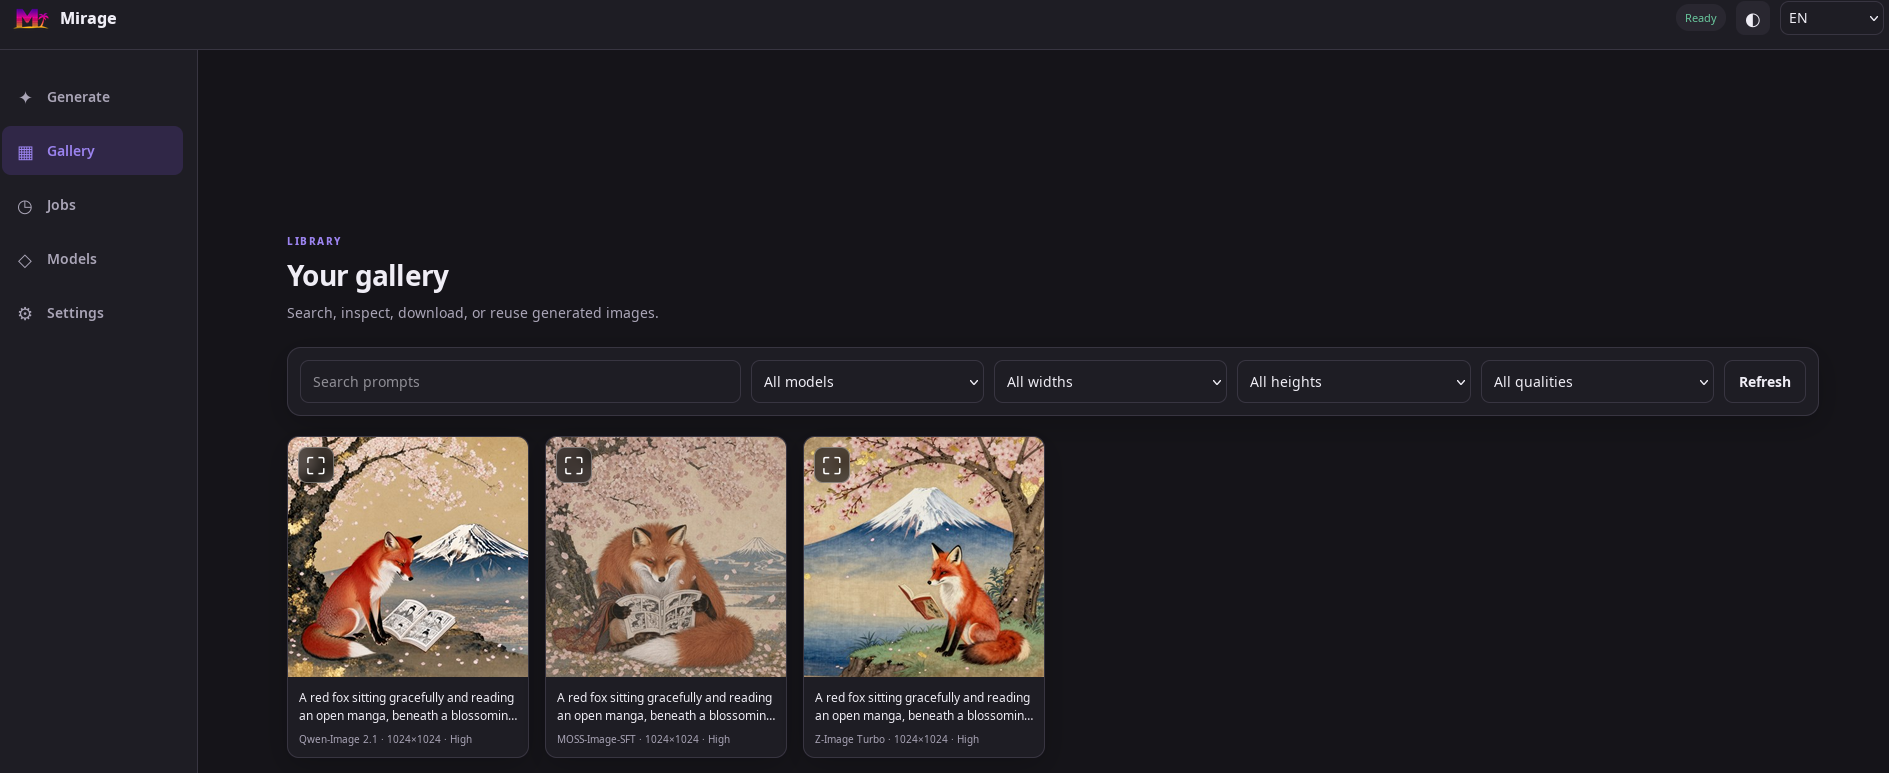 Mirage
Ready
EN
Generate
Gallery
Jobs
Models
Settings
LIBRARY
Your gallery
Search, inspect, download, or reuse generated images.
Search prompts
All models
All widths
All heights
All qualities
Refresh
A red fox sitting gracefully and reading
an open manga, beneath a blossomin...
Qwen-Image 2.1 · 1024×1024 · High
A red fox sitting gracefully and reading
an open manga, beneath a blossomin...
MOSS-Image-SFT · 1024×1024 · High
A red fox sitting gracefully and reading
an open manga, beneath a blossomin...
Z-Image Turbo · 1024×1024 · High